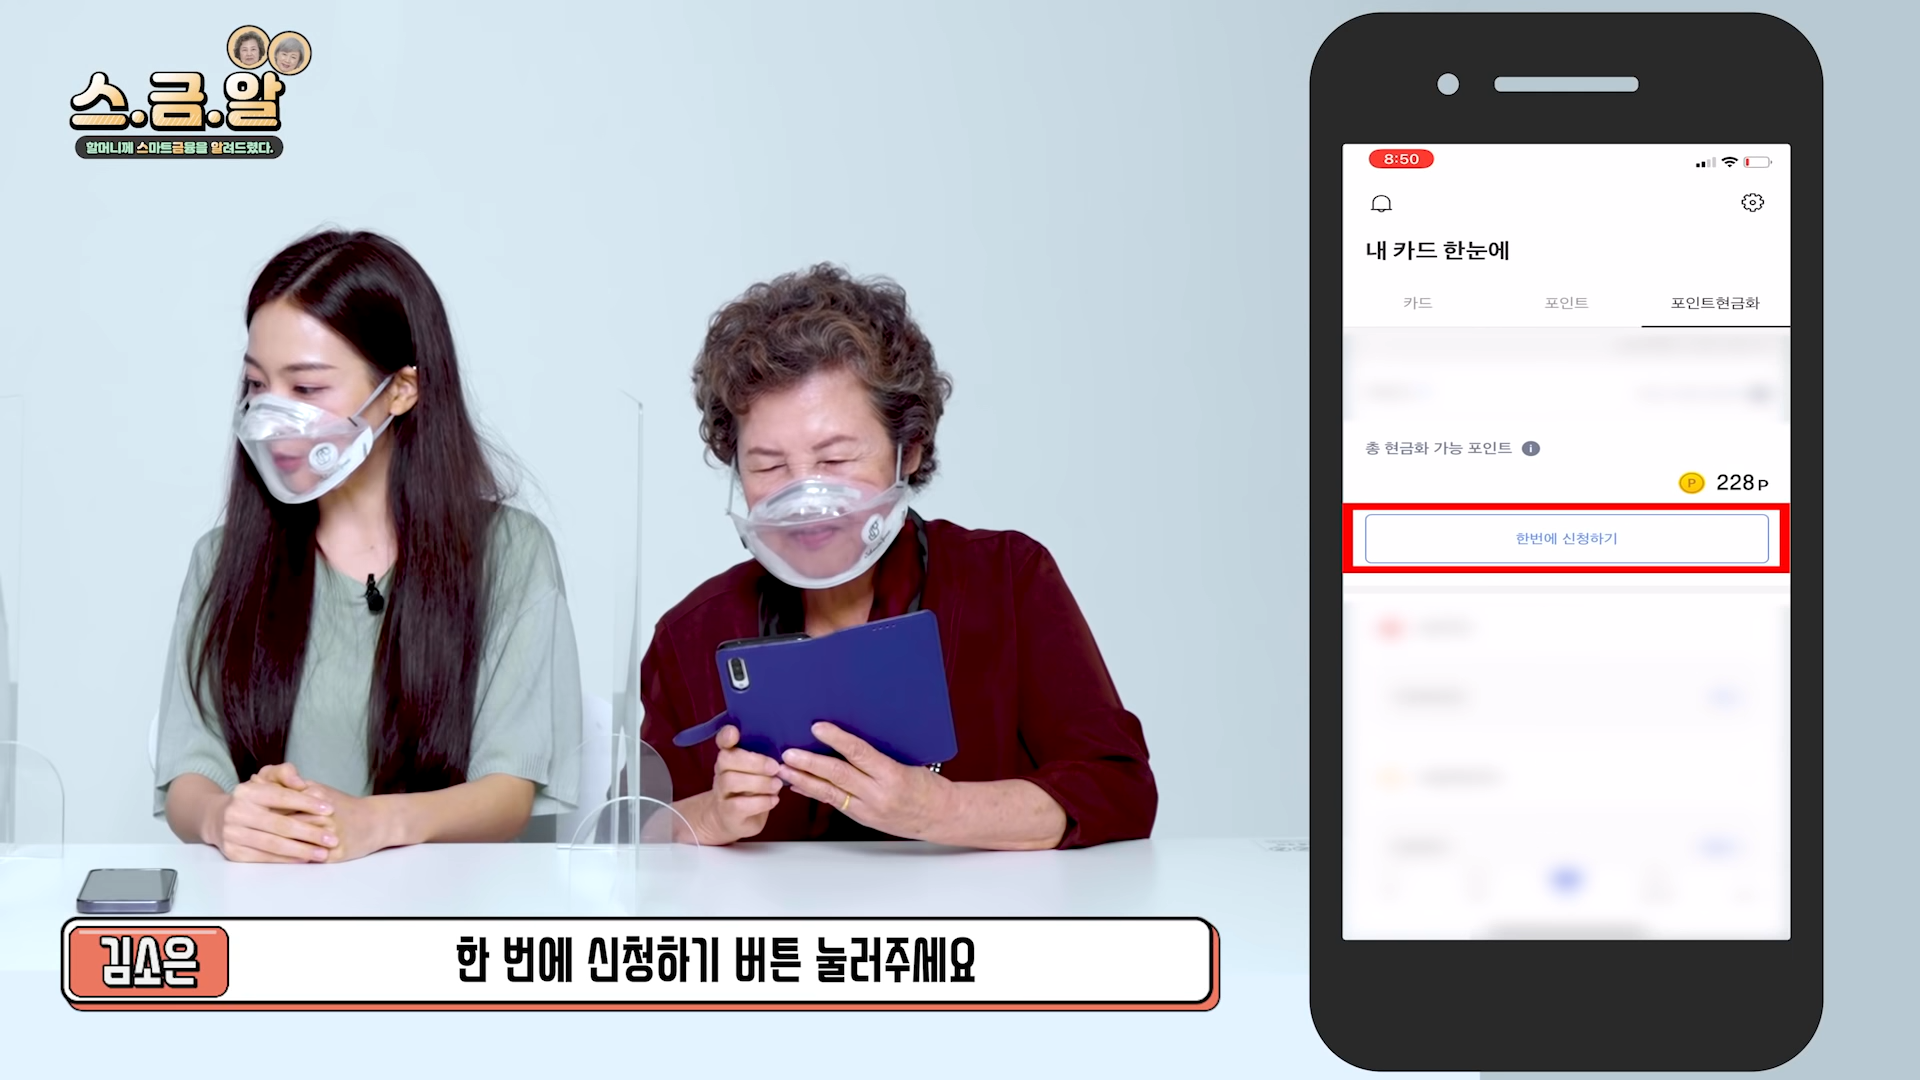 스.금.알
할머니께 스마트금융을 알려드렸다.
8:50
내 카드 한눈에
카드
포인트
포인트현금화
총 현금화 가능 포인트
P 228P
한번에 신청하기
김소은
한 번에 신청하기 버튼 눌러주세요